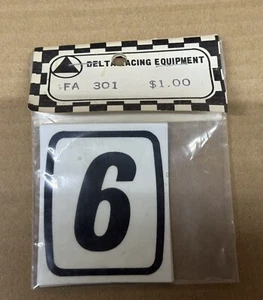 DELTA RACING EQUIPMENT
FA 301 $1.00
6